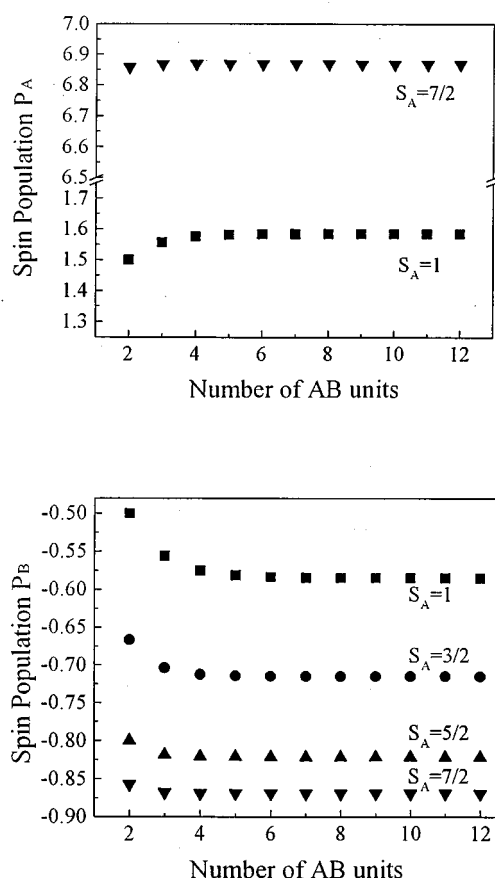 Spin Population PA
7.0
6.9
6.8
6.7
6.6
6.5
1.7
1.6
1.5
1.4
1.3
SA=7/2
SA=1
2 4 6 8 10 12
Number of AB units
Spin Population PB
-0.50
-0.55
-0.60
-0.65
-0.70
-0.75
-0.80
-0.85
-0.90
SA=1
SA=3/2
SA=5/2
SA=7/2
2 4 6 8 10 12
Number of AB units